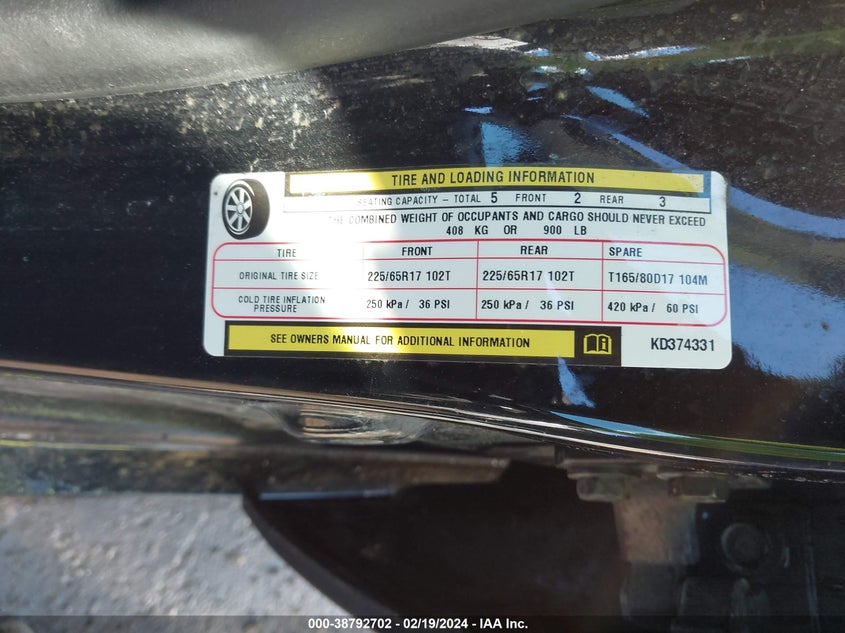 TIRE AND LOADING INFORMATION
SEATING CAPACITY – TOTAL 5 FRONT 2 REAR 3
THE COMBINED WEIGHT OF OCCUPANTS AND CARGO SHOULD NEVER EXCEED
408 KG OR 900 LB
TIRE FRONT REAR SPARE
ORIGINAL TIRE SIZE 225/65R17 102T 225/65R17 102T T165/80D17 104M
COLD TIRE INFLATION PRESSURE 250 kPa / 36 PSI 250 kPa / 36 PSI 420 kPa / 60 PSI
SEE OWNERS MANUAL FOR ADDITIONAL INFORMATION KD374331
000-38792702 - 02/19/2024 - IAA Inc.